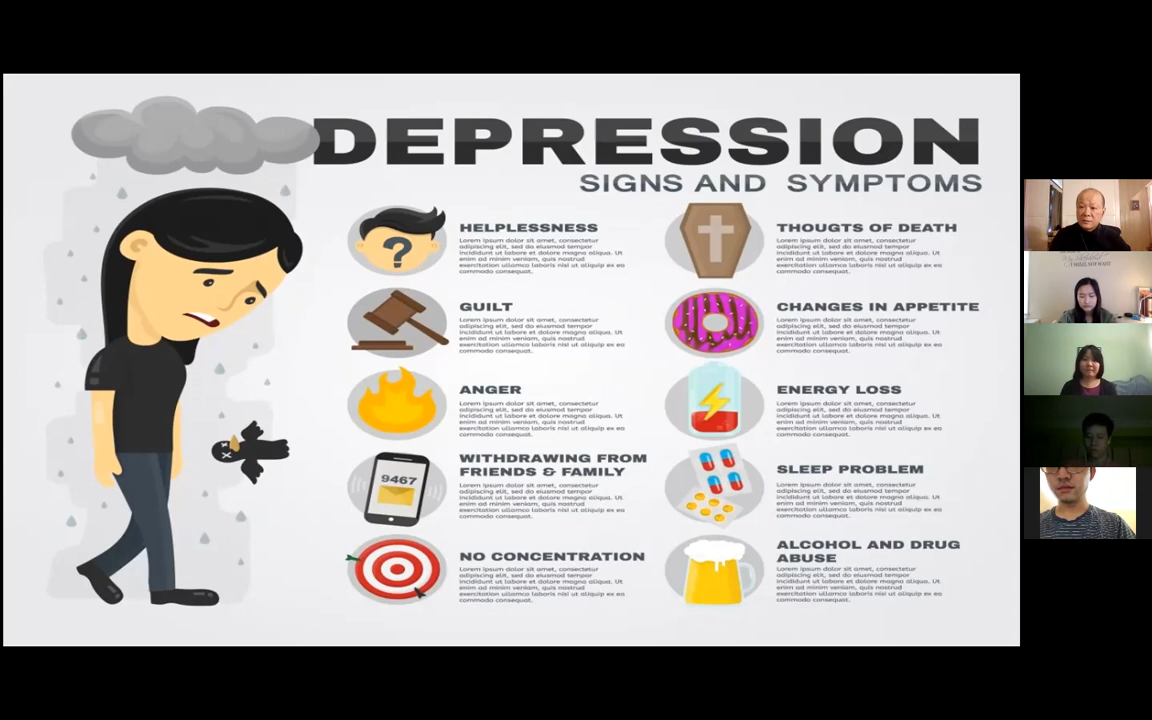 DEPRESSION
SIGNS AND SYMPTOMS
HELPLESSNESS
Lorem ipsum dolor sit amet, consectetur
adipiscing elit, sed do eiusmod tempor
incididunt ut labore et dolore magna aliqua. Ut
enim ad minim veniam, quis nostrud
exercitation ullamco laboris nisi ut aliquip ex ea
commodo consequat.
GUILT
Lorem ipsum dolor sit amet, consectetur
adipiscing elit, sed do eiusmod tempor
incididunt ut labore et dolore magna aliqua. Ut
enim ad minim veniam, quis nostrud
exercitation ullamco laboris nisi ut aliquip ex ea
commodo consequat.
ANGER
Lorem ipsum dolor sit amet, consectetur
adipiscing elit, sed do eiusmod tempor
incididunt ut labore et dolore magna aliqua. Ut
enim ad minim veniam, quis nostrud
exercitation ullamco laboris nisi ut aliquip ex ea
commodo consequat.
9467
WITHDRAWING FROM
FRIENDS & FAMILY
Lorem ipsum dolor sit amet, consectetur
adipiscing elit, sed do eiusmod tempor
incididunt ut labore et dolore magna aliqua. Ut
enim ad minim veniam, quis nostrud
exercitation ullamco laboris nisi ut aliquip ex ea
commodo consequat.
NO CONCENTRATION
Lorem ipsum dolor sit amet, consectetur
adipiscing elit, sed do eiusmod tempor
incididunt ut labore et dolore magna aliqua. Ut
enim ad minim veniam, quis nostrud
exercitation ullamco laboris nisi ut aliquip ex ea
commodo consequat.
THOUGTS OF DEATH
Lorem ipsum dolor sit amet, consectetur
adipiscing elit, sed do eiusmod tempor
incididunt ut labore et dolore magna aliqua. Ut
enim ad minim veniam, quis nostrud
exercitation ullamco laboris nisi ut aliquip ex ea
commodo consequat.
CHANGES IN APPETITE
Lorem ipsum dolor sit amet, consectetur
adipiscing elit, sed do eiusmod tempor
incididunt ut labore et dolore magna aliqua. Ut
enim ad minim veniam, quis nostrud
exercitation ullamco laboris nisi ut aliquip ex ea
commodo consequat.
ENERGY LOSS
Lorem ipsum dolor sit amet, consectetur
adipiscing elit, sed do eiusmod tempor
incididunt ut labore et dolore magna aliqua. Ut
enim ad minim veniam, quis nostrud
exercitation ullamco laboris nisi ut aliquip ex ea
commodo consequat.
SLEEP PROBLEM
Lorem ipsum dolor sit amet, consectetur
adipiscing elit, sed do eiusmod tempor
incididunt ut labore et dolore magna aliqua. Ut
enim ad minim veniam, quis nostrud
exercitation ullamco laboris nisi ut aliquip ex ea
commodo consequat.
ALCOHOL AND DRUG
ABUSE
Lorem ipsum dolor sit amet, consectetur
adipiscing elit, sed do eiusmod tempor
incididunt ut labore et dolore magna aliqua. Ut
enim ad minim veniam, quis nostrud
exercitation ullamco laboris nisi ut aliquip ex ea
commodo consequat.
I SHALL NOT WANT